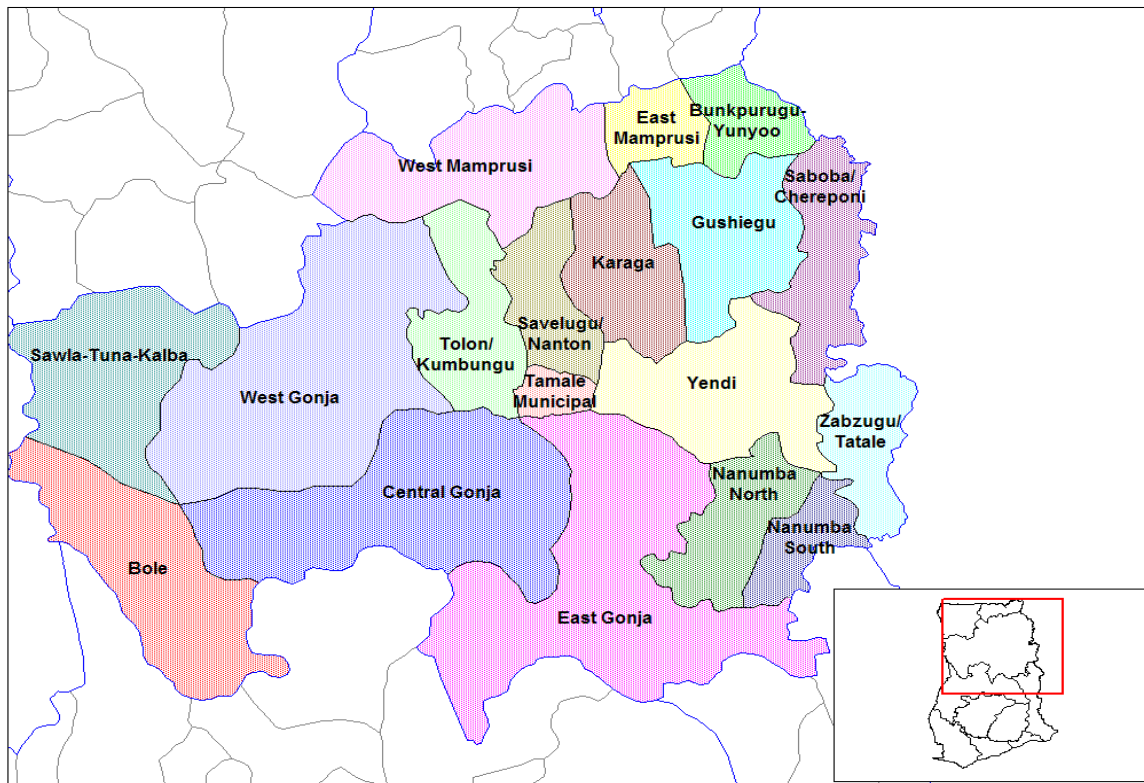 East
Mamprusi
Bunkpurugu-
Yunyoo
West Mamprusi
Saboba/
Chereponi
Gushiegu
Karaga
Savelugu/
Nanton
Tolon/
Kumbungu
Sawla-Tuna-Kalba
West Gonja
Tamale
Municipal
Yendi
Zabzugu/
Tatale
Nanumba
North
Central Gonja
Nanumba
South
Bole
East Gonja